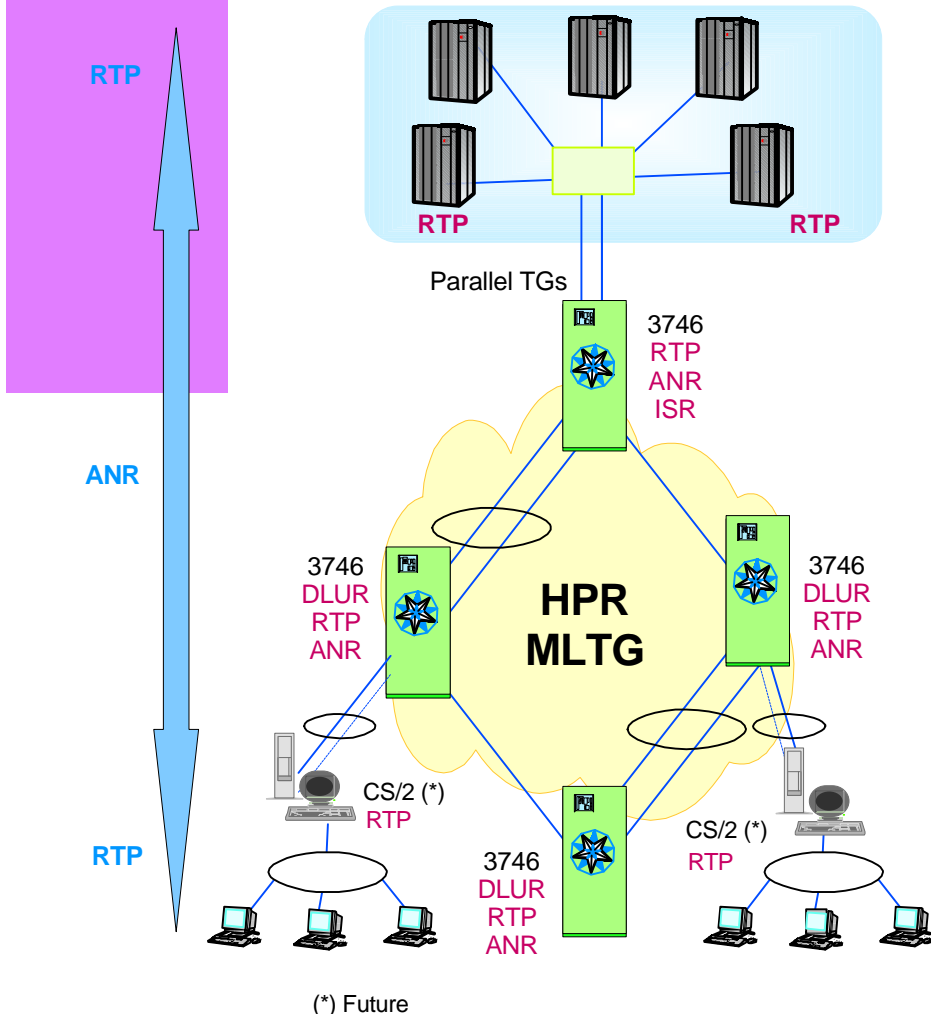 RTP
RTP
RTP
Parallel TGs
3746
RTP
ANR
ISR
ANR
3746
DLUR
RTP
ANR
HPR
MLTG
3746
DLUR
RTP
ANR
CS/2 (*)
RTP
CS/2 (*)
RTP
RTP
3746
DLUR
RTP
ANR
(*) Future